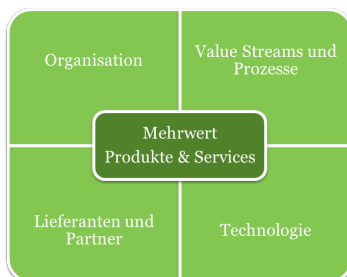 Organisation
Value Streams und
Prozesse
Mehrwert
Produkte & Services
Lieferanten und
Partner
Technologie